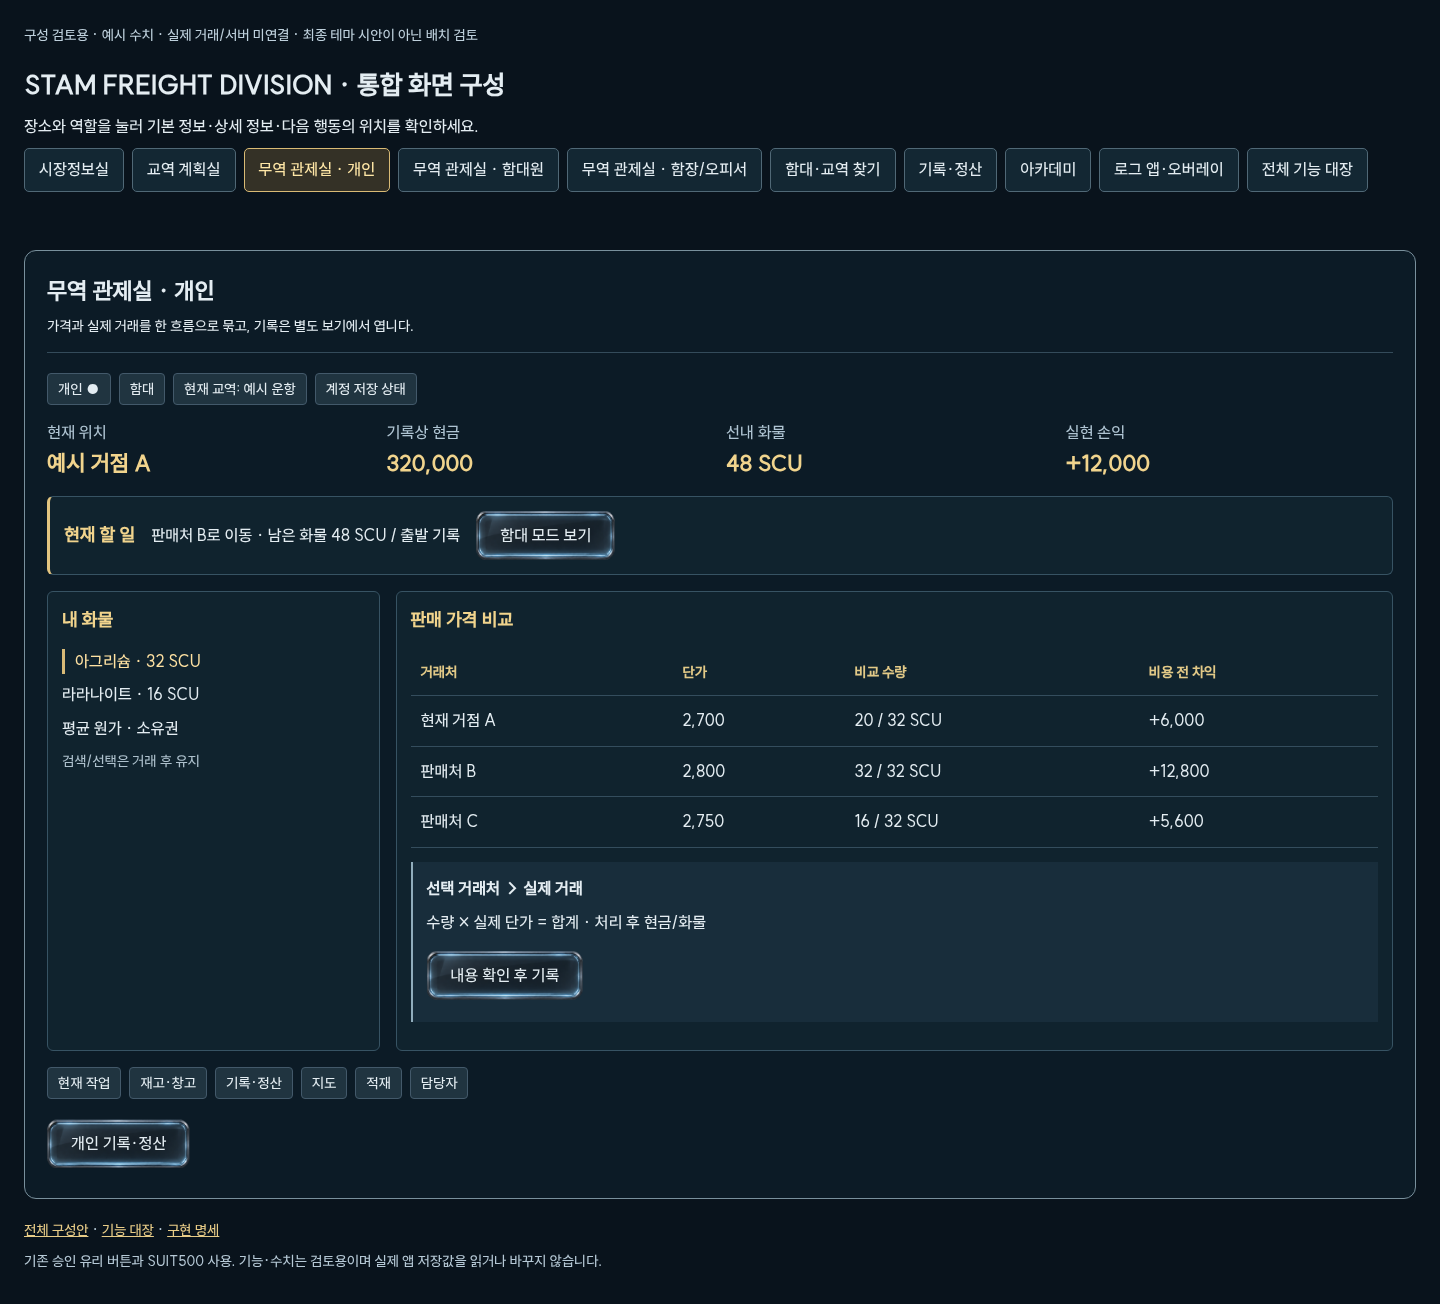 구성 검토용 · 예시 수치 · 실제 거래/서버 미연결 · 최종 테마 시안이 아닌 배치 검토
STAM FREIGHT DIVISION · 통합 화면 구성
장소와 역할을 눌러 기본 정보·상세 정보·다음 행동의 위치를 확인하세요.
시장정보실 교역 계획실 무역 관제실 · 개인 무역 관제실 · 함대원 무역 관제실 · 함장/오피서 함대·교역 찾기 기록·정산 아카데미 로그 앱·오버레이 전체 기능 대장
무역 관제실 · 개인
가격과 실제 거래를 한 흐름으로 묶고, 기록은 별도 보기에서 엽니다.
개인 ● 함대 현재 교역: 예시 운항 계정 저장 상태
현재 위치 기록상 현금 선내 화물 실현 손익
예시 거점 A 320,000 48 SCU +12,000
현재 할 일 판매처 B로 이동 · 남은 화물 48 SCU / 출발 기록 함대 모드 보기
내 화물
아그리슘 · 32 SCU
라라나이트 · 16 SCU
평균 원가 · 소유권
검색/선택은 거래 후 유지
판매 가격 비교
거래처 단가 비교 수량 비용 전 차익
현재 거점 A 2,700 20 / 32 SCU +6,000
판매처 B 2,800 32 / 32 SCU +12,800
판매처 C 2,750 16 / 32 SCU +5,600
선택 거래처 > 실제 거래
수량 × 실제 단가 = 합계 · 처리 후 현금/화물
내용 확인 후 기록
현재 작업 재고·창고 기록·정산 지도 적재 담당자
개인 기록·정산
전체 구성안 · 기능 대장 · 구현 명세
기존 승인 유리 버튼과 SUIT500 사용. 기능·수치는 검토용이며 실제 앱 저장값을 읽거나 바꾸지 않습니다.